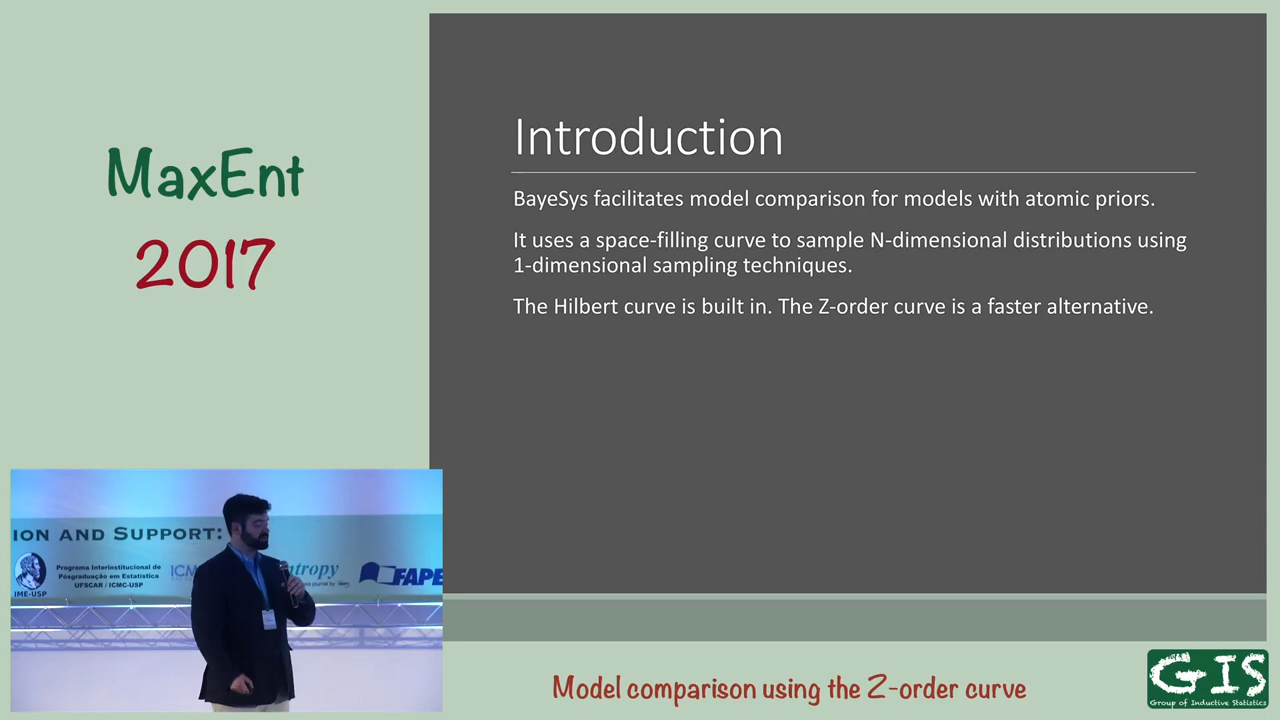 MaxEnt
2017
Introduction
BayeSys facilitates model comparison for models with atomic priors.
It uses a space-filling curve to sample N-dimensional distributions using
1-dimensional sampling techniques.
The Hilbert curve is built in. The Z-order curve is a faster alternative.
ION AND SUPPORT:
IME-USP
Programa Interinstitucional de
Pósgraduação em Estatística
UFSCAR / ICMC-USP
ICM
tropy
journal by
FAPE
Model comparison using the Z-order curve
GIS
Group of Inductive Statistics